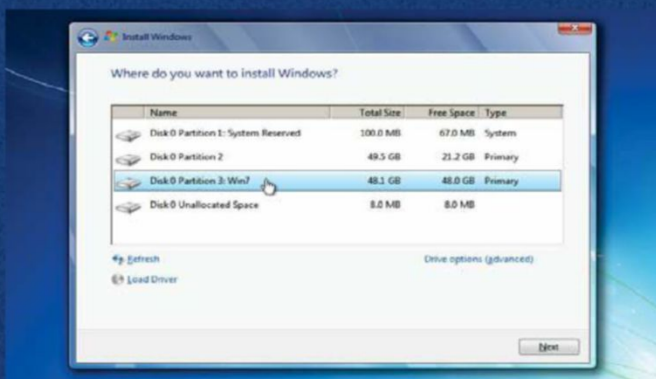 Install Windows
Where do you want to install Windows?
Name Total Size Free Space Type
Disk 0 Partition 1: System Reserved 100.0 MB 67.0 MB System
Disk 0 Partition 2 49.5 GB 21.2 GB Primary
Disk 0 Partition 3: Win7 48.1 GB 48.0 GB Primary
Disk 0 Unallocated Space 8.0 MB 8.0 MB
Refresh Drive options (advanced)
Load Driver
Next